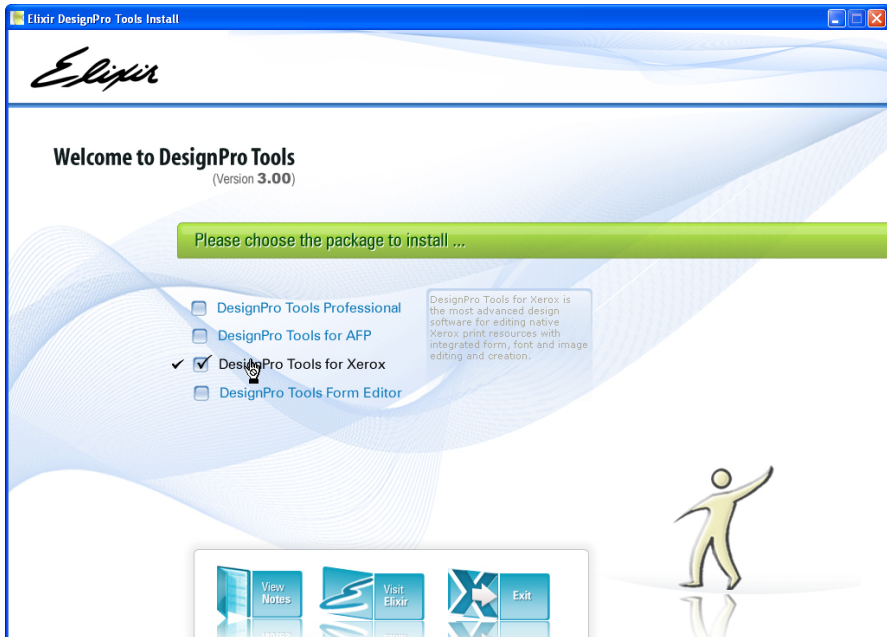 Elixir DesignPro Tools Install
Elixir
Welcome to DesignPro Tools
(Version 3.00)
Please choose the package to install ...
DesignPro Tools Professional
DesignPro Tools for AFP
DesignPro Tools for Xerox
DesignPro Tools Form Editor
DesignPro Tools for Xerox is
the most advanced design
software for editing native
Xerox print resources with
integrated form, font and image
editing and creation.
View
Notes
Visit
Elixir
Exit